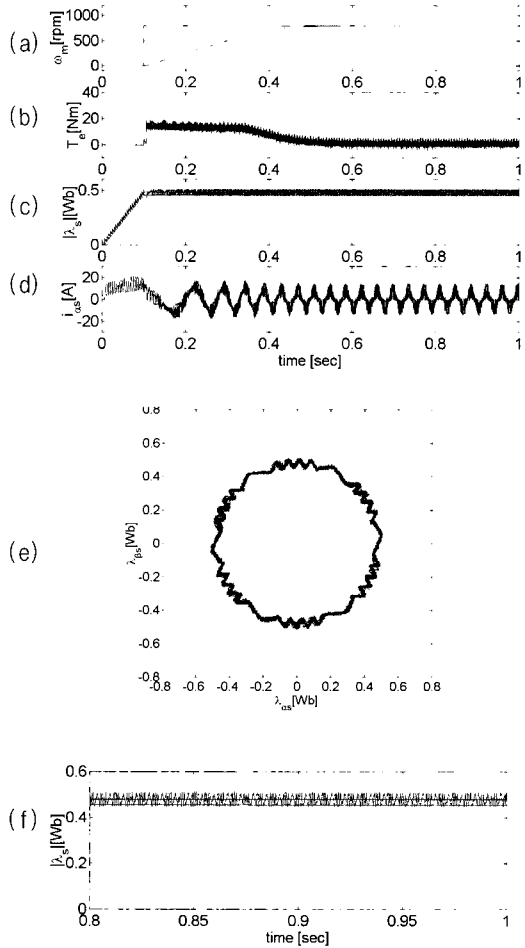 (a)
ω_m[rpm]
1000
500
0
0 0.2 0.4 0.6 0.8 1
(b)
T_e[Nm]
40
20
0
0 0.2 0.4 0.6 0.8 1
(c)
|λ_s|[Wb]
0.5
0
0 0.2 0.4 0.6 0.8 1
(d)
i_αs[A]
20
0
-20
0 0.2 0.4 0.6 0.8 1
time [sec]
(e)
λ_βs[Wb]
0.8
0.6
0.4
0.2
0
-0.2
-0.4
-0.6
-0.8
-0.8 -0.6 -0.4 -0.2 0 0.2 0.4 0.6 0.8
λ_αs[Wb]
(f)
|λ_s|[Wb]
0.6
0.4
0.2
0
0.8 0.85 0.9 0.95 1
time [sec]